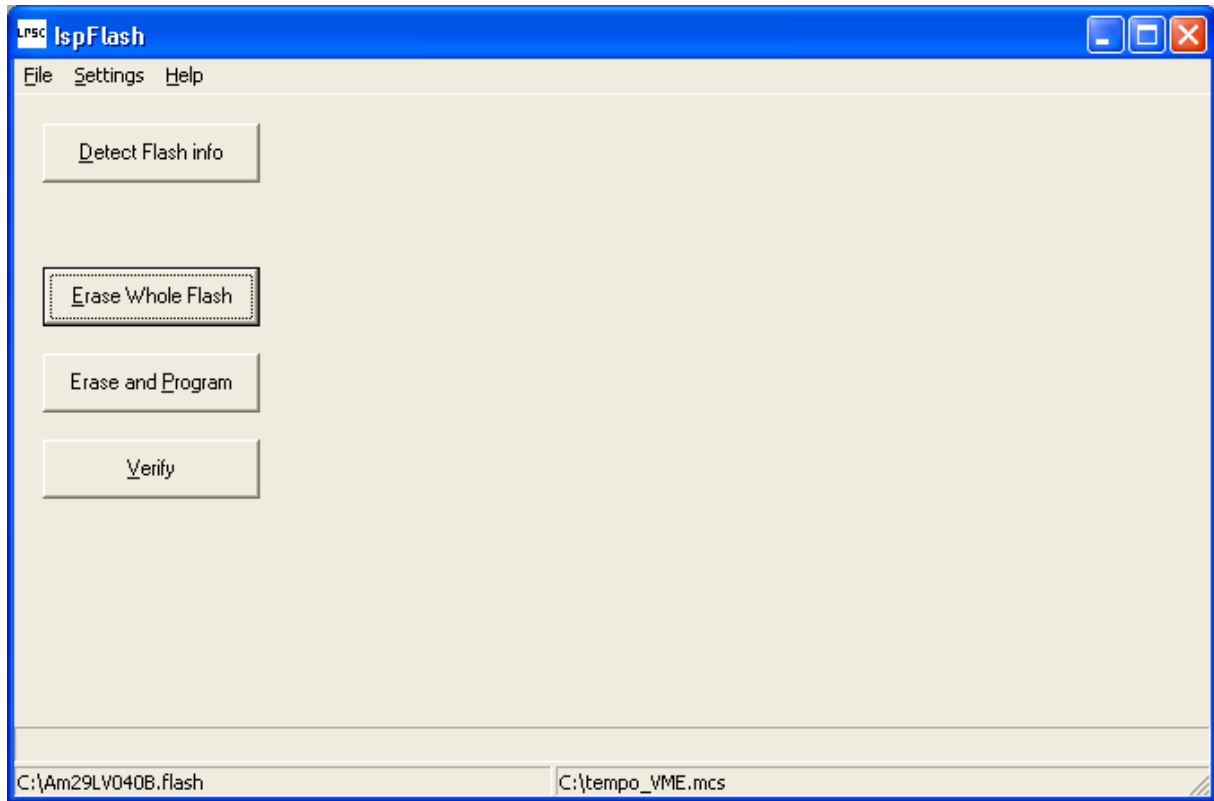 LPSC IspFlash
File Settings Help
Detect Flash info
Erase Whole Flash
Erase and Program
Verify
C:\Am29LV040B.flash C:\tempo_VME.mcs